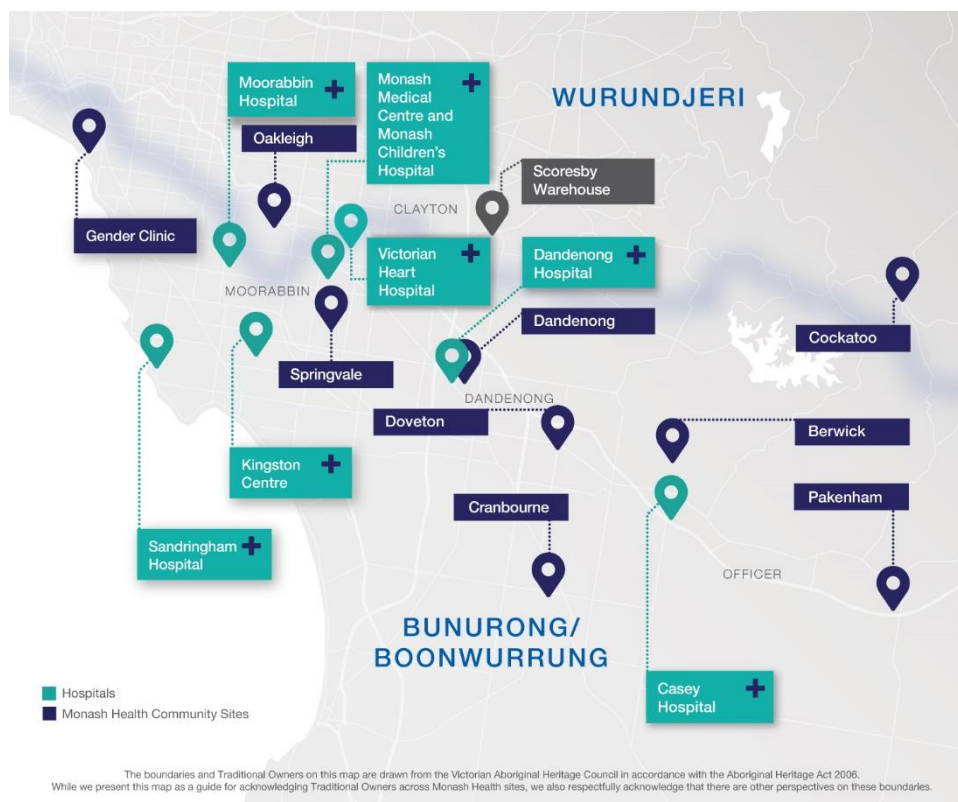 Moorabbin
Hospital
Monash
Medical
Centre and
Monash
Children's
Hospital
WURUNDJERI
Oakleigh
Scoresby
Warehouse
CLAYTON
Gender Clinic
Victorian
Heart
Hospital
Dandenong
Hospital
MOORABBIN
Dandenong
Cockatoo
Springvale
DANDENONG
Doveton
Berwick
Kingston
Centre
Cranbourne
Pakenham
Sandringham
Hospital
OFFICER
BUNURONG/
BOONWURRUNG
Casey
Hospital
Hospitals
Monash Health Community Sites
The boundaries and Traditional Owners on this map are drawn from the Victorian Aboriginal Heritage Council in accordance with the Aboriginal Heritage Act 2006.
While we present this map as a guide for acknowledging Traditional Owners across Monash Health sites, we also respectfully acknowledge that there are other perspectives on these boundaries.